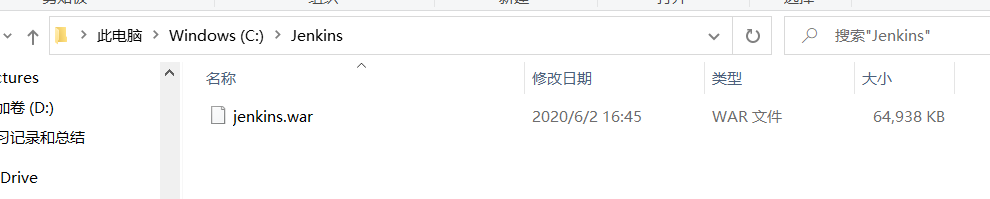 此电脑 Windows (C:) Jenkins 搜索"Jenkins"
ctures
名称 修改日期 类型 大小
加卷 (D:)
jenkins.war 2020/6/2 16:45 WAR 文件 64,938 KB
习记录和总结
Drive